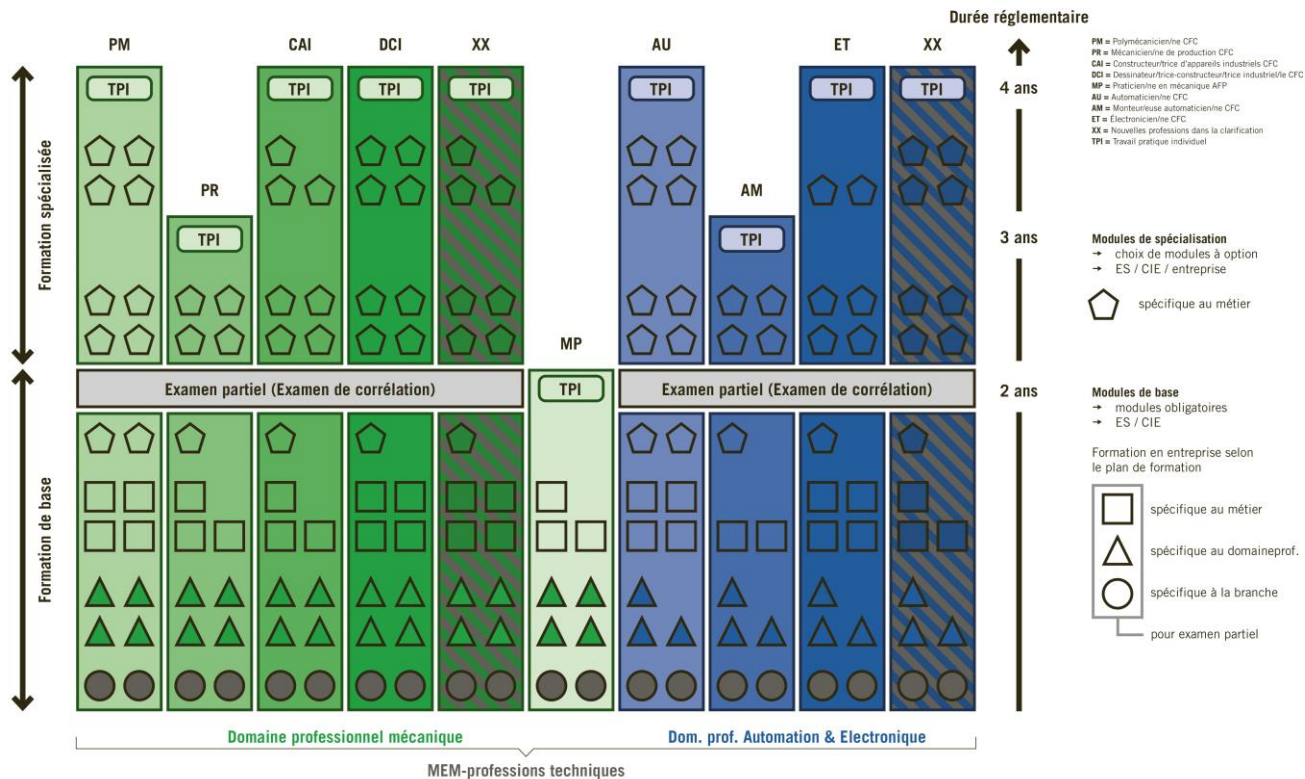 Durée réglementaire
PM
CAI
DCI
XX
AU
ET
XX
PM = Polymécanicien/ne CFC
PR = Mécanicien/ne de production CFC
CAI = Constructeur/trice d'appareils industriels CFC
DCI = Dessinateur/trice-constructeur/trice industriel/le CFC
MP = Praticien/ne en mécanique AFP
AU = Automaticien/ne CFC
AM = Monteur/euse automaticien/ne CFC
ET = Électronicien/ne CFC
XX = Nouvelles professions dans la clarification
TPI = Travail pratique individuel
TPI
TPI
TPI
TPI
TPI
TPI
TPI
4 ans
Formation spécialisée
PR
AM
TPI
TPI
3 ans
Modules de spécialisation
→ choix de modules à option
→ ES / CIE / entreprise
spécifique au métier
MP
Examen partiel (Examen de corrélation)
TPI
Examen partiel (Examen de corrélation)
2 ans
Modules de base
→ modules obligatoires
→ ES / CIE
Formation en entreprise selon
le plan de formation
spécifique au métier
spécifique au domaineprof.
spécifique à la branche
pour examen partiel
Formation de base
Domaine professionnel mécanique
Dom. prof. Automation & Electronique
MEM-professions techniques